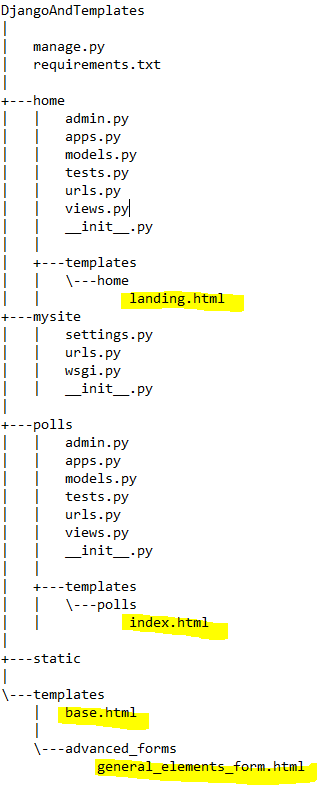 DjangoAndTemplates
|
|   manage.py
|   requirements.txt
|
+---home
|   |   admin.py
|   |   apps.py
|   |   models.py
|   |   tests.py
|   |   urls.py
|   |   views.py
|   |   __init__.py
|   |
|   +---templates
|   |   \---home
|   |           landing.html
+---mysite
|   |   settings.py
|   |   urls.py
|   |   wsgi.py
|   |   __init__.py
|
+---polls
|   |   admin.py
|   |   apps.py
|   |   models.py
|   |   tests.py
|   |   urls.py
|   |   views.py
|   |   __init__.py
|   |
|   +---templates
|   |   \---polls
|   |           index.html
|
+---static
|
\---templates
    |   base.html
    |
    \---advanced_forms
            general_elements_form.html